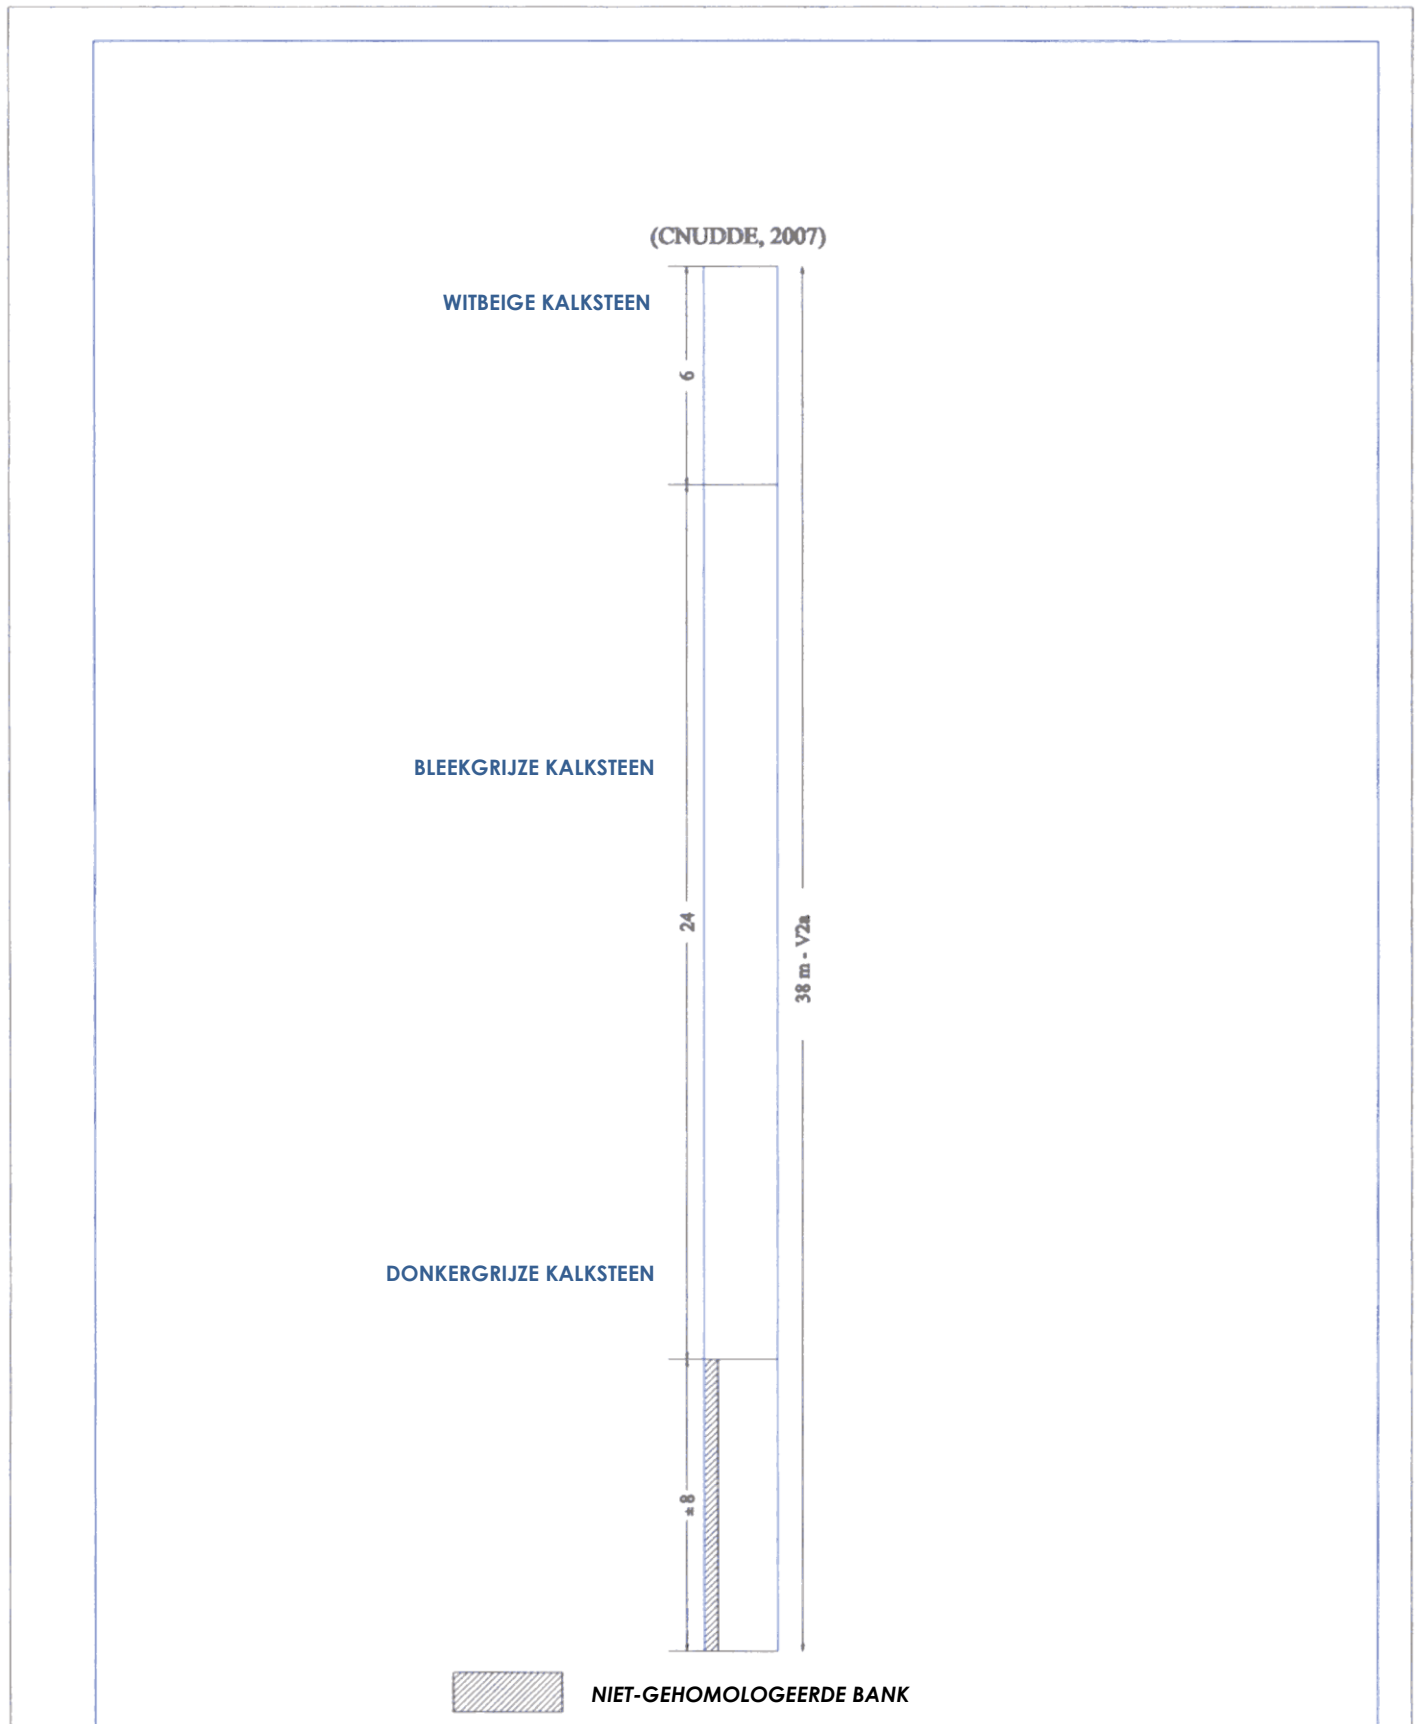 (CNUDDE, 2007)
WITBEIGE KALKSTEEN
6
BLEEKGRIJZE KALKSTEEN
24
38 m - V2a
DONKERGRIJZE KALKSTEEN
±8
NIET-GEHOMOLOGEERDE BANK